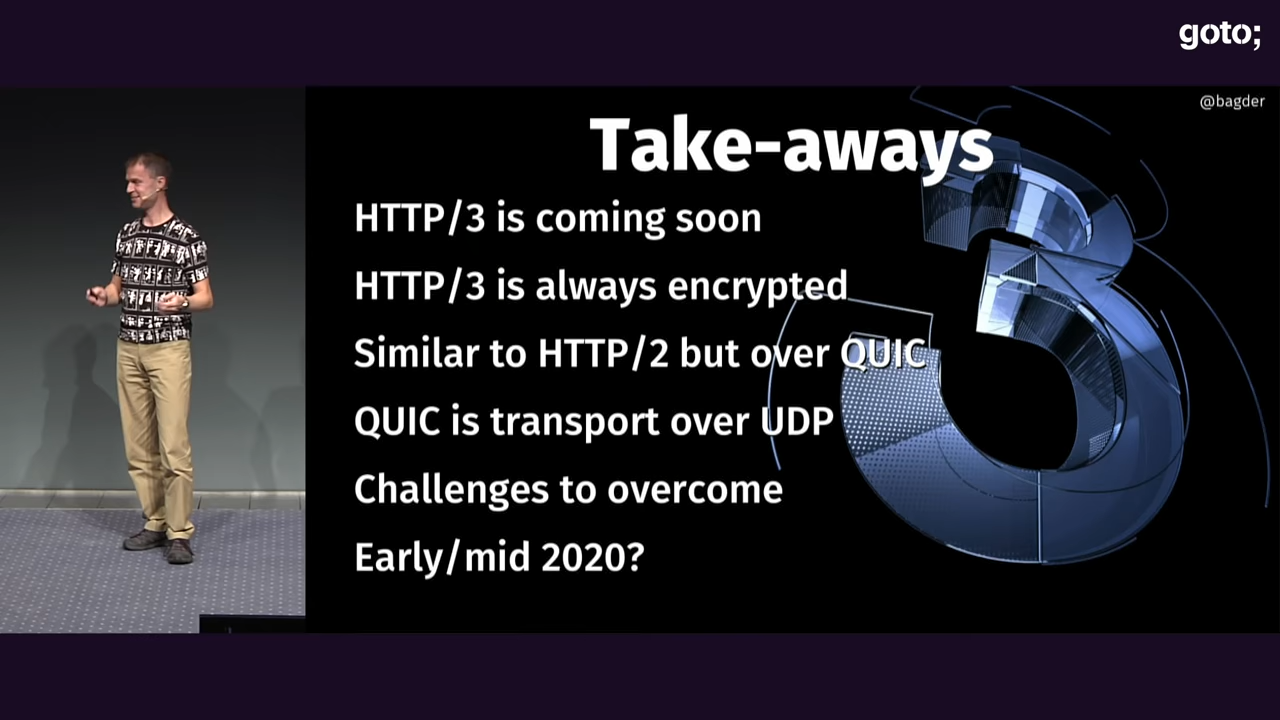 goto;
@bagder
Take-aways
HTTP/3 is coming soon
HTTP/3 is always encrypted
Similar to HTTP/2 but over QUIC
QUIC is transport over UDP
Challenges to overcome
Early/mid 2020?